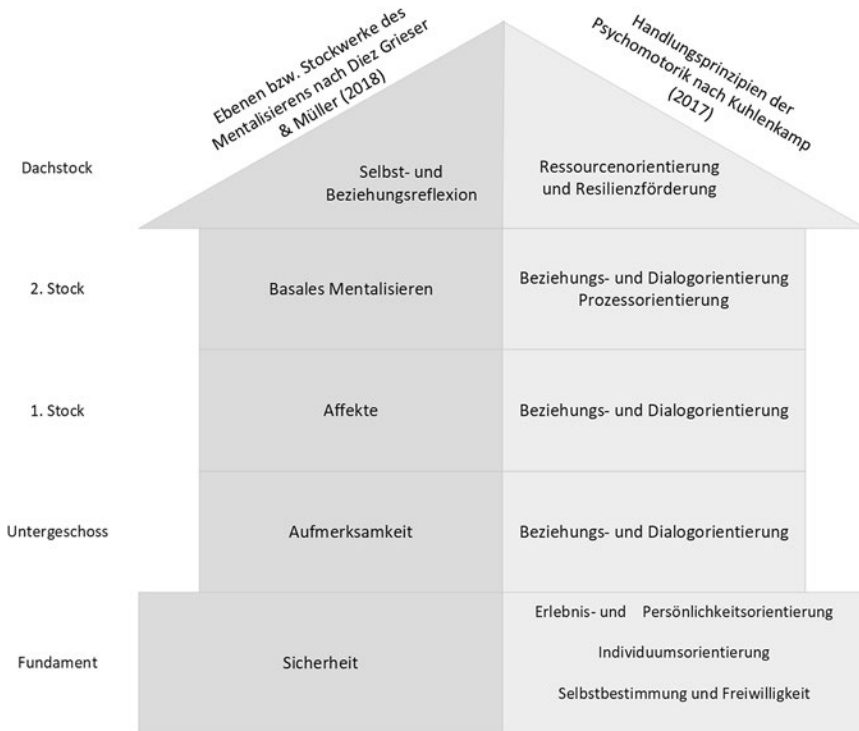 Ebenen bzw. Stockwerke des
Mentalisierens nach Diez Grieser
& Müller (2018)
Handlungsprinzipien der
Psychomotorik nach Kuhlenkamp
(2017)
Dachstock
Selbst- und
Beziehungsreflexion
Ressourcenorientierung
und Resilienzförderung
2. Stock
Basales Mentalisieren
Beziehungs- und Dialogorientierung
Prozessorientierung
1. Stock
Affekte
Beziehungs- und Dialogorientierung
Untergeschoss
Aufmerksamkeit
Beziehungs- und Dialogorientierung
Fundament
Sicherheit
Erlebnis- und Persönlichkeitsorientierung
Individuumsorientierung
Selbstbestimmung und Freiwilligkeit